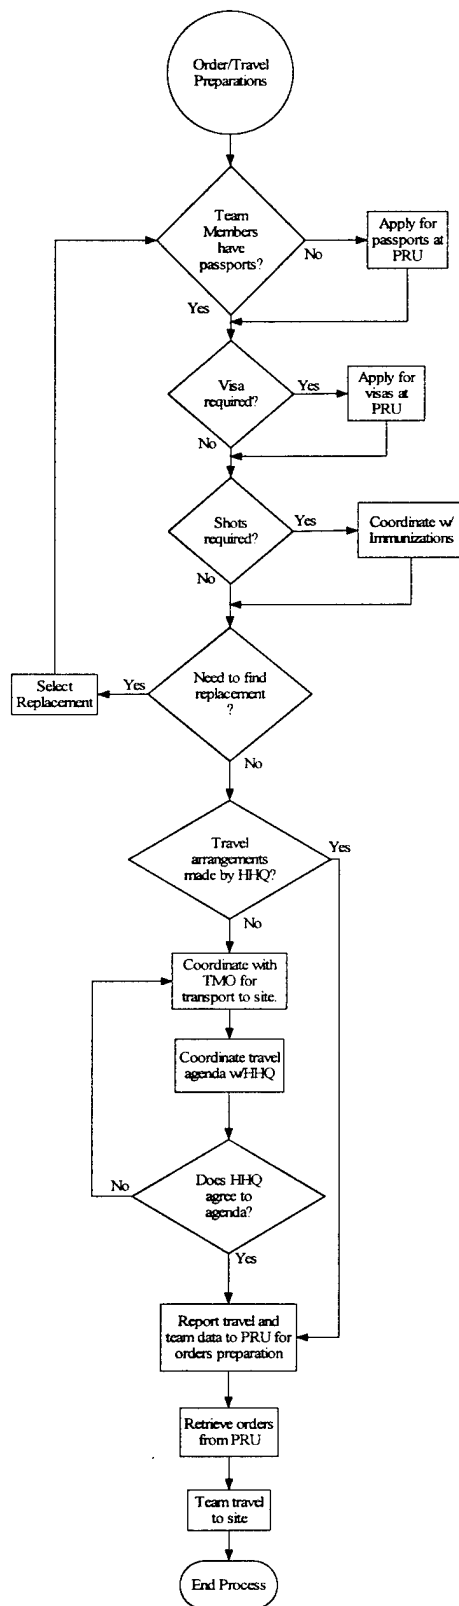 Order/Travel
Preparations
Team
Members
have
passports?
No
Apply for
passports at
PRU
Yes
Visa
required?
Yes
Apply for
visas at
PRU
No
Shots
required?
Yes
Coordinate w/
Immunizations
No
Need to find
replacement
?
Yes
Select
Replacement
No
Travel
arrangements
made by HHQ?
Yes
No
Coordinate with
TMO for
transport to site.
Coordinate travel
agenda w/HHQ
Does HHQ
agree to
agenda?
No
Yes
Report travel and
team data to PRU for
orders preparation
Retrieve orders
from PRU
Team travel
to site
End Process